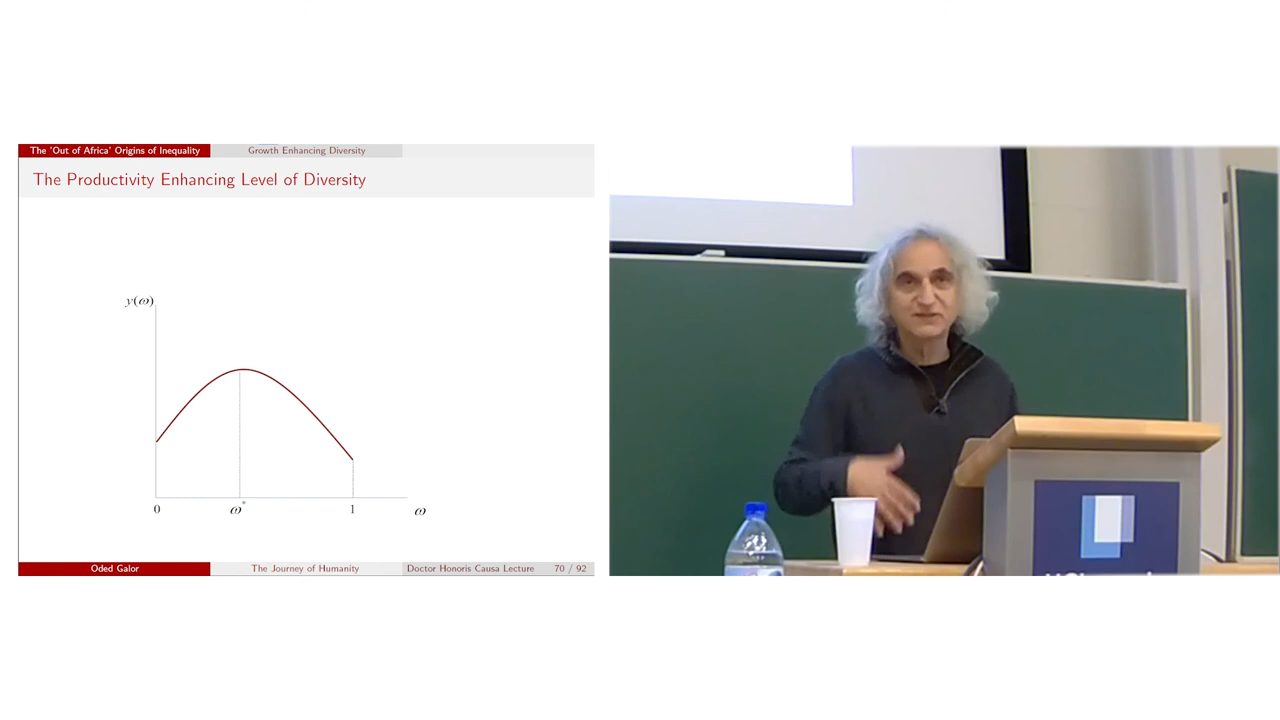 The 'Out of Africa' Origins of Inequality Growth Enhancing Diversity
The Productivity Enhancing Level of Diversity
y(ω)
0 ω* 1 ω
Oded Galor The Journey of Humanity Doctor Honoris Causa Lecture 70 / 92